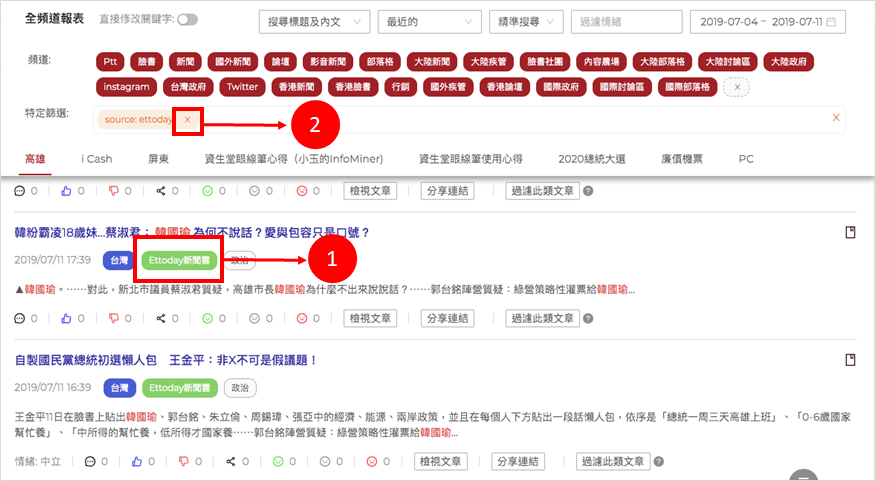 全頻道報表 直接修改關鍵字: 搜尋標題及內文 最近的 精準搜尋 過濾情緒 2019-07-04 ~ 2019-07-11
頻道: Ptt 臉書 新聞 國外新聞 論壇 影音新聞 部落格 大陸新聞 大陸疾管 臉書社團 內容農場 大陸部落格 大陸討論區 大陸政府
instagram 台灣政府 Twitter 香港新聞 香港臉書 行銷 國外疾管 香港論壇 國際政府 國際討論區 國際部落格 ×
特定篩選: source: ettoday × X
2
高雄 i Cash 屏東 資生堂眼線筆心得（小玉的InfoMiner) 資生堂眼線筆使用心得 2020總統大選 廉價機票 PC
0 0 0 0 0 0 0 檢視文章 分享連結 過濾此類文章 ?
韓粉霸凌18歲妹...蔡淑君：韓國瑜 為何不說話？愛與包容只是口號？
2019/07/11 17:39 台灣 Ettoday新聞雲 政治
1
▲韓國瑜。⋯⋯對此，新北市議員蔡淑君質疑，高雄市長韓國瑜為什麼不出來說說話？⋯⋯郭台銘陣營質疑：綠營策略性灌票給韓國瑜...
0 0 0 0 0 0 0 檢視文章 分享連結 過濾此類文章 ?
自製國民黨總統初選懶人包 王金平：非X不可是假議題！
2019/07/11 16:39 台灣 Ettoday新聞雲 政治
王金平11日在臉書上貼出韓國瑜、郭台銘、朱立倫、周錫瑋、張亞中的經濟、能源、兩岸政策，並且在每個人下方貼出一段話懶人包，依序是「總統一周三天高雄上班」、「0-6歲國家
幫忙養」、「中所得的幫忙養，低所得才國家養⋯⋯郭台銘陣營質疑：綠營策略性灌票給韓國瑜...
情緒: 中立 0 0 0 0 0 0 0 檢視文章 分享連結 過濾此類文章 ?